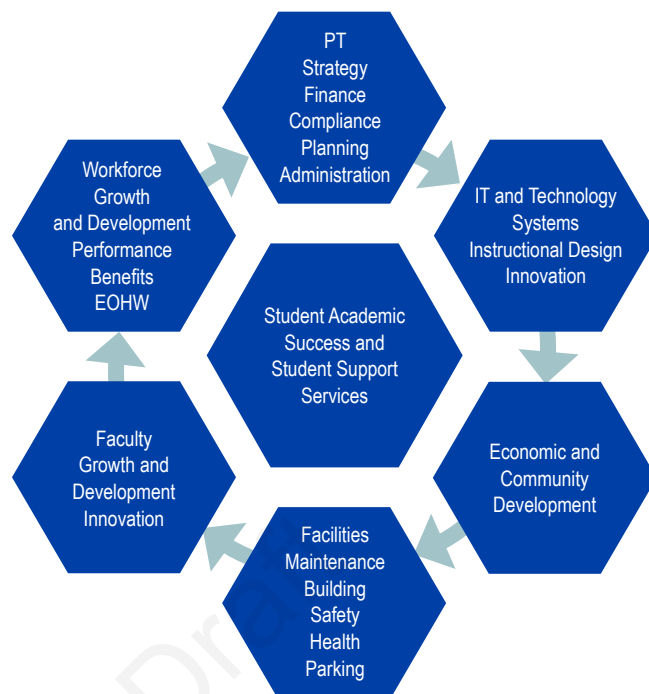 PT
Strategy
Finance
Compliance
Planning
Administration
IT and Technology
Systems
Instructional Design
Innovation
Economic and
Community
Development
Facilities
Maintenance
Building
Safety
Health
Parking
Faculty
Growth and
Development
Innovation
Workforce
Growth
and Development
Performance
Benefits
EOHW
Student Academic
Success and
Student Support
Services
Draft